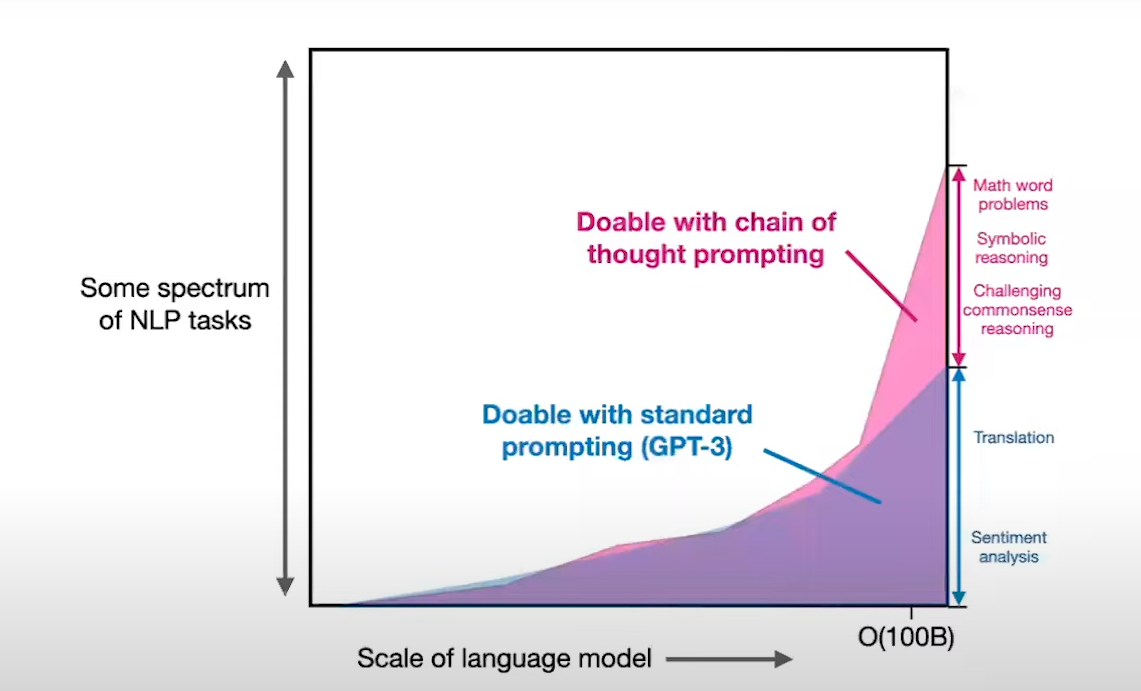 Doable with chain of
thought prompting
Math word
problems
Symbolic
reasoning
Challenging
commonsense
reasoning
Some spectrum
of NLP tasks
Doable with standard
prompting (GPT-3)
Translation
Sentiment
analysis
O(100B)
Scale of language model